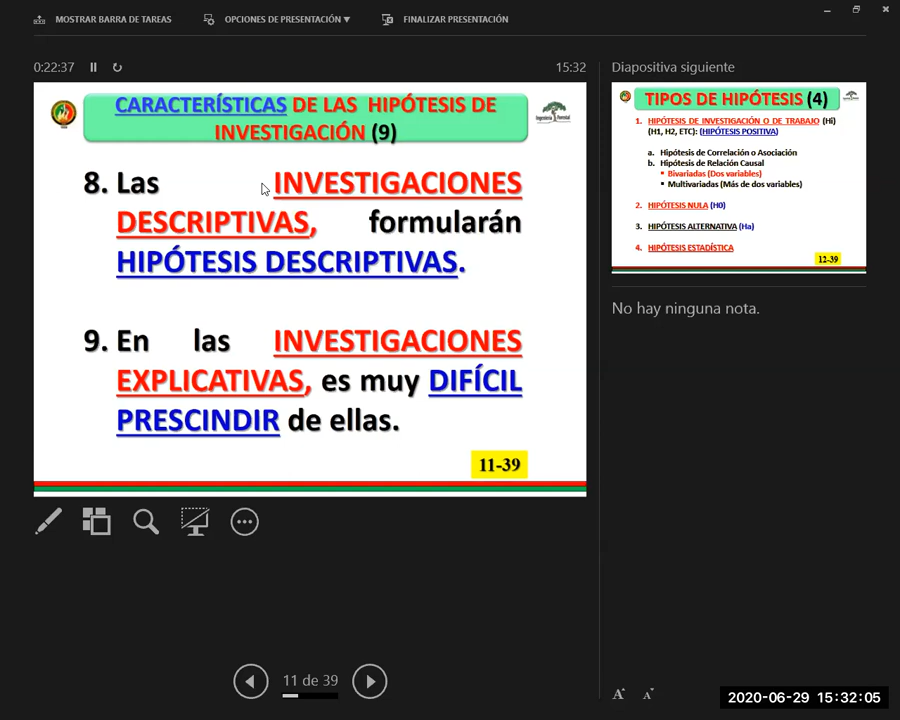 MOSTRAR BARRA DE TAREAS
OPCIONES DE PRESENTACIÓN ▼
FINALIZAR PRESENTACIÓN
0:22:37
15:32
CARACTERÍSTICAS DE LAS HIPÓTESIS DE
INVESTIGACIÓN (9)
Ingeniería Forestal
8. Las INVESTIGACIONES
DESCRIPTIVAS, formularán
HIPÓTESIS DESCRIPTIVAS.
9. En las INVESTIGACIONES
EXPLICATIVAS, es muy DIFÍCIL
PRESCINDIR de ellas.
11-39
Diapositiva siguiente
TIPOS DE HIPÓTESIS (4)
1. HIPÓTESIS DE INVESTIGACIÓN O DE TRABAJO (Hi)
(H1, H2, ETC): (HIPÓTESIS POSITIVA)
a. Hipótesis de Correlación o Asociación
b. Hipótesis de Relación Causal
▪ Bivariadas (Dos variables)
▪ Multivariadas (Más de dos variables)
2. HIPÓTESIS NULA (H0)
3. HIPÓTESIS ALTERNATIVA (Ha)
4. HIPÓTESIS ESTADÍSTICA
12-39
No hay ninguna nota.
11 de 39
A A
2020-06-29 15:32:05